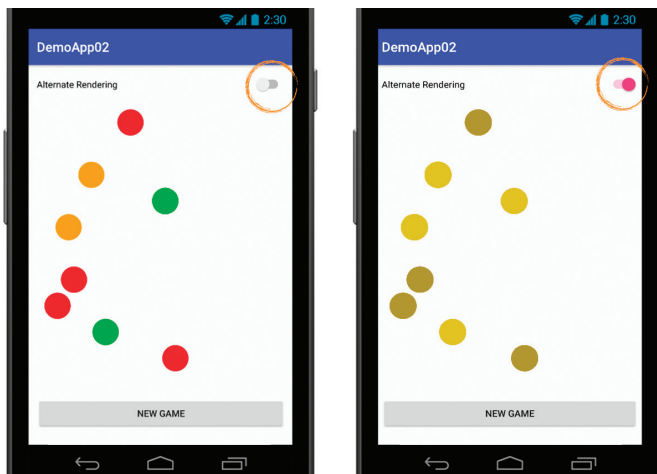 2:30
DemoApp02
Alternate Rendering
NEW GAME
2:30
DemoApp02
Alternate Rendering
NEW GAME